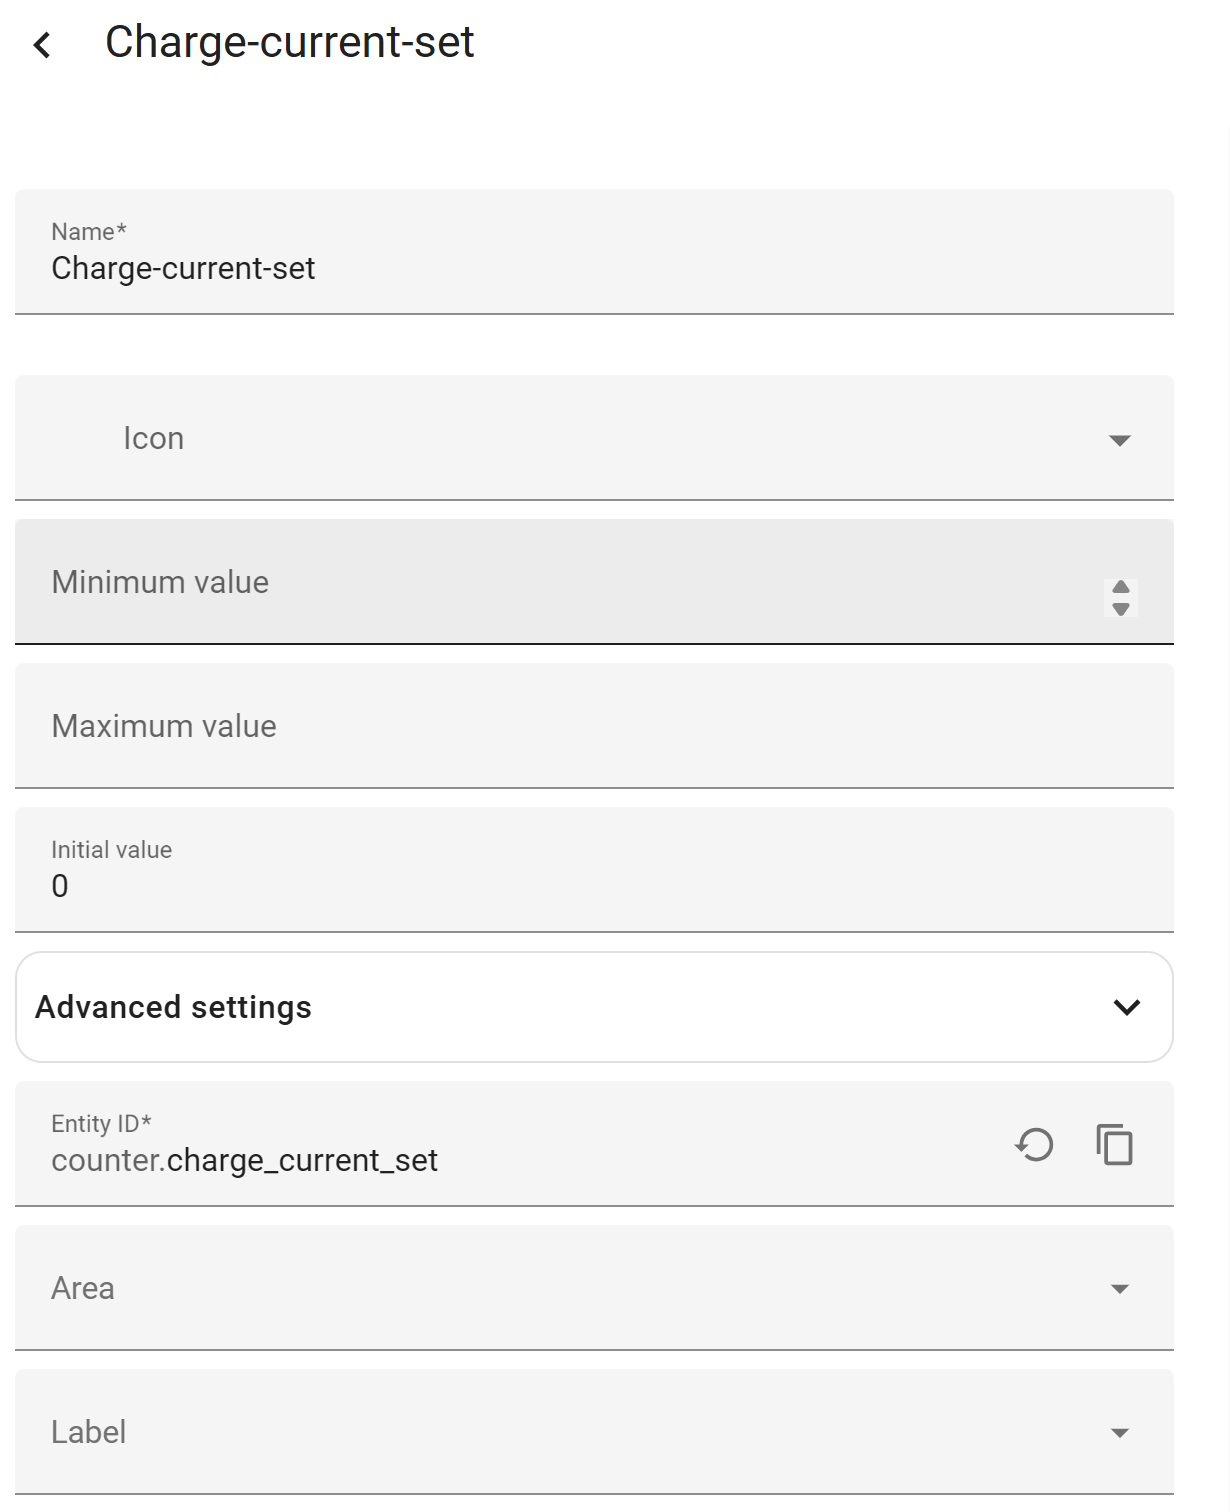 Charge-current-set
Name*
Charge-current-set
Icon
Minimum value
Maximum value
Initial value
0
Advanced settings
Entity ID*
counter.charge_current_set
Area
Label